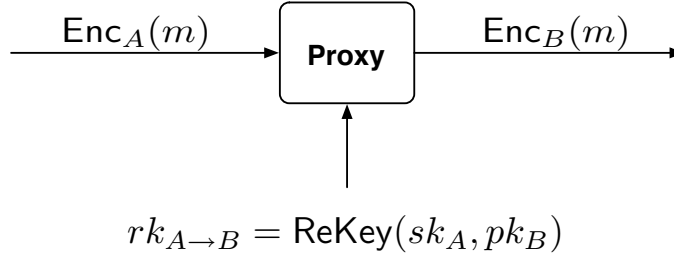 Enc_A(m) Enc_B(m)
Proxy
rk_{A→B} = ReKey(sk_A, pk_B)